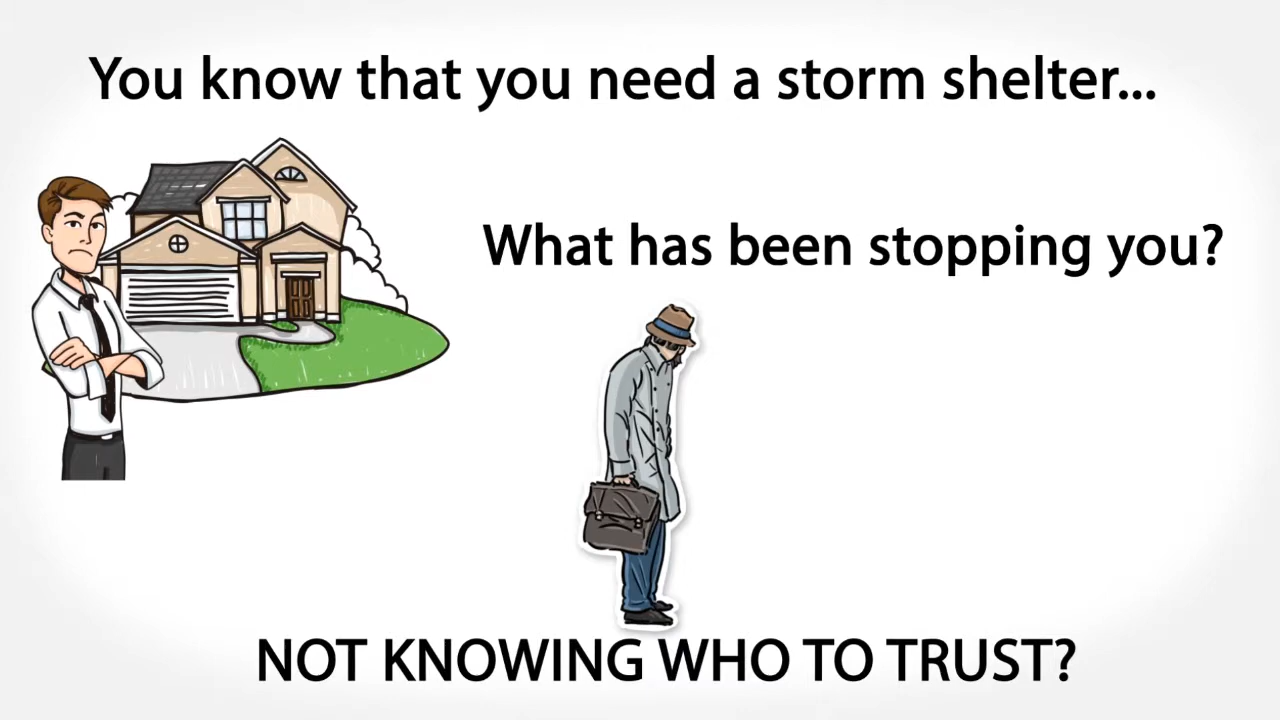 You know that you need a storm shelter...
What has been stopping you?
NOT KNOWING WHO TO TRUST?